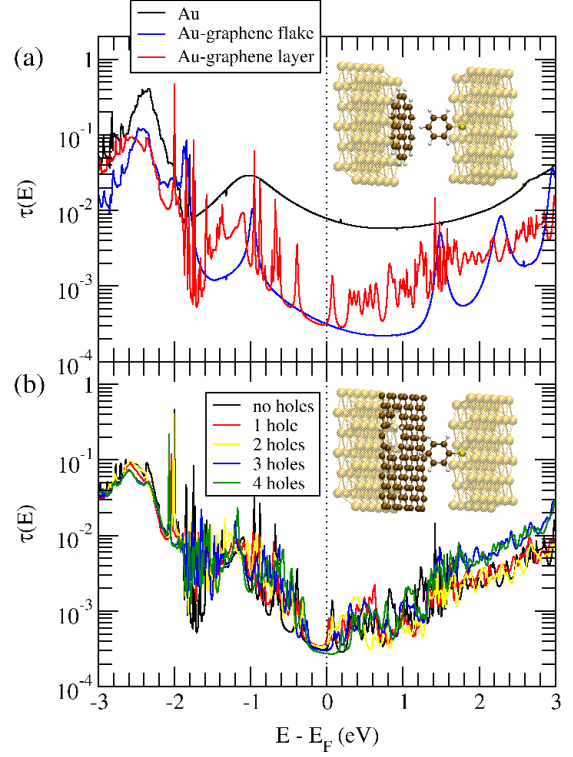 Au
Au-graphene flake
Au-graphene layer
(a)
1
10⁻¹
10⁻²
10⁻³
10⁻⁴
τ(E)
(b)
no holes
1 hole
2 holes
3 holes
4 holes
1
10⁻¹
10⁻²
10⁻³
10⁻⁴
τ(E)
-3 -2 -1 0 1 2 3
E - E_F (eV)